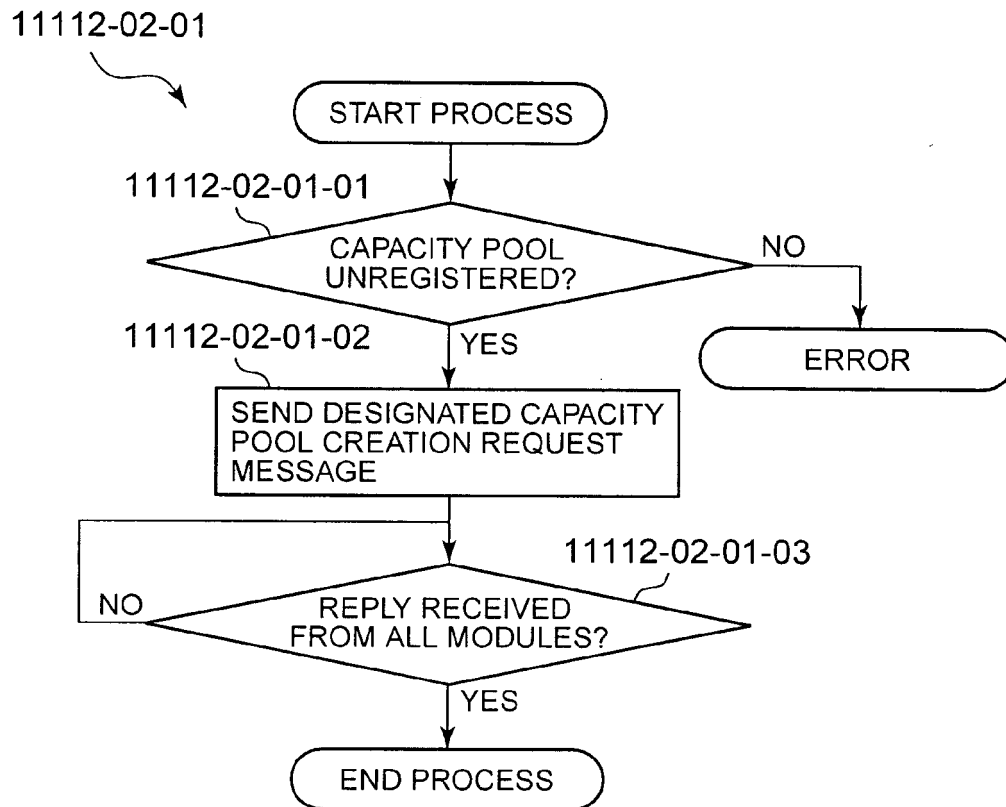 11112-02-01
START PROCESS
11112-02-01-01
CAPACITY POOL
UNREGISTERED?
NO
YES
ERROR
11112-02-01-02
SEND DESIGNATED CAPACITY
POOL CREATION REQUEST
MESSAGE
11112-02-01-03
REPLY RECEIVED
FROM ALL MODULES?
NO
YES
END PROCESS